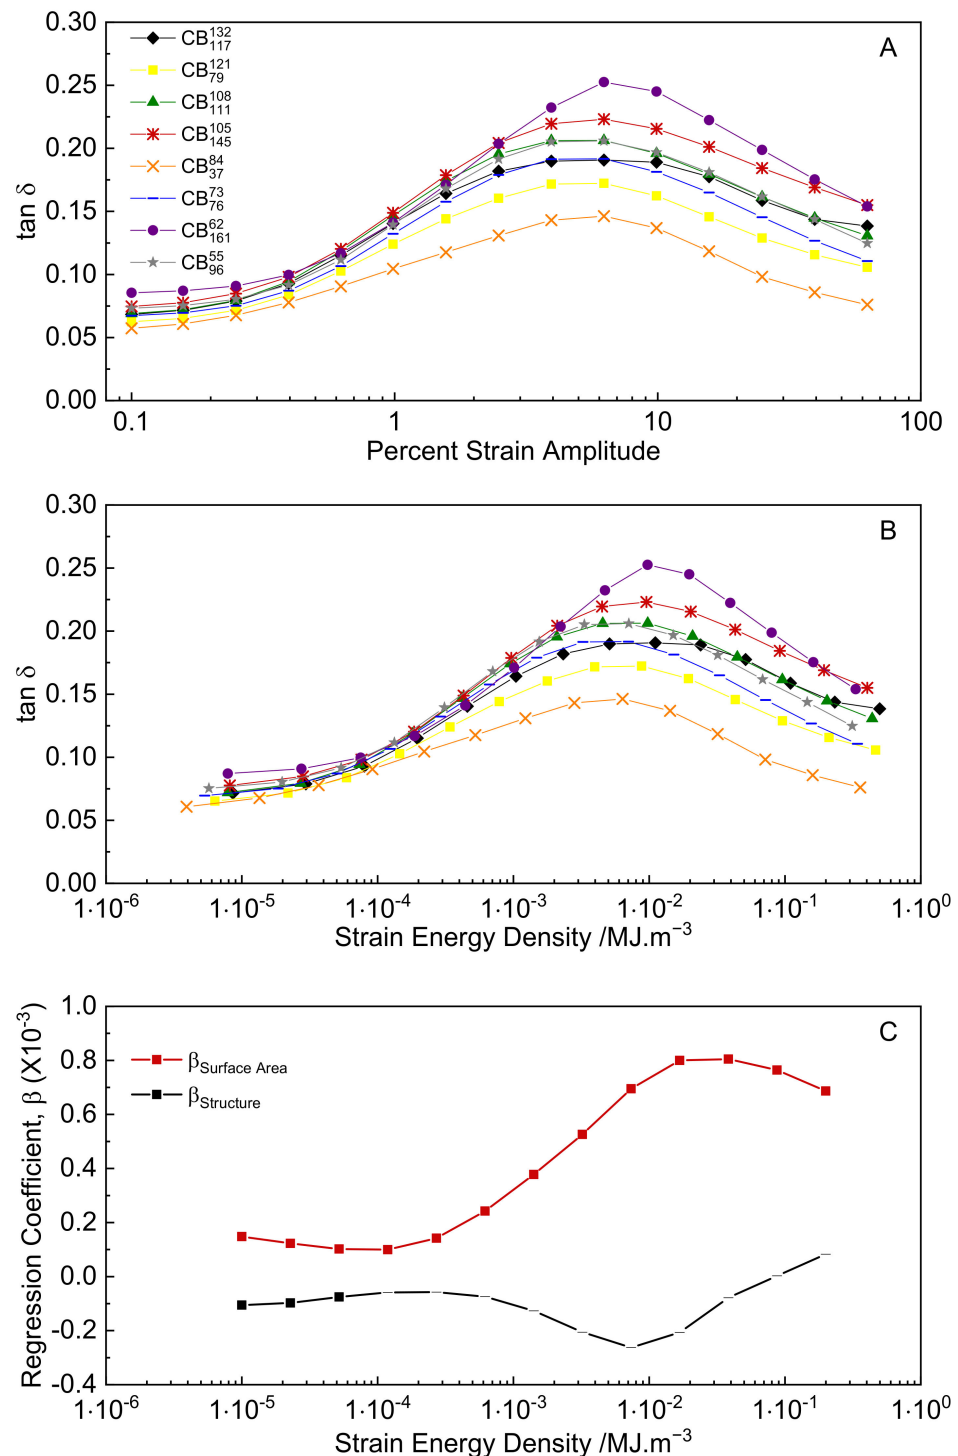 A
0.30
0.25
0.20
0.15
0.10
0.05
0.00
tan δ
CB¹³²₁₁₇
CB¹²¹₇₉
CB¹⁰⁸₁₁₁
CB¹⁰⁵₁₄₅
CB⁸⁴₃₇
CB⁷³₇₆
CB⁶²₁₆₁
CB⁵⁵₉₆
0.1 1 10 100
Percent Strain Amplitude
B
0.30
0.25
0.20
0.15
0.10
0.05
0.00
tan δ
1·10⁻⁶ 1·10⁻⁵ 1·10⁻⁴ 1·10⁻³ 1·10⁻² 1·10⁻¹ 1·10⁰
Strain Energy Density /MJ.m⁻³
C
1.0
0.8
0.6
0.4
0.2
0.0
-0.2
-0.4
Regression Coefficient, β (X10⁻³)
β Surface Area
β Structure
1·10⁻⁶ 1·10⁻⁵ 1·10⁻⁴ 1·10⁻³ 1·10⁻² 1·10⁻¹ 1·10⁰
Strain Energy Density /MJ.m⁻³